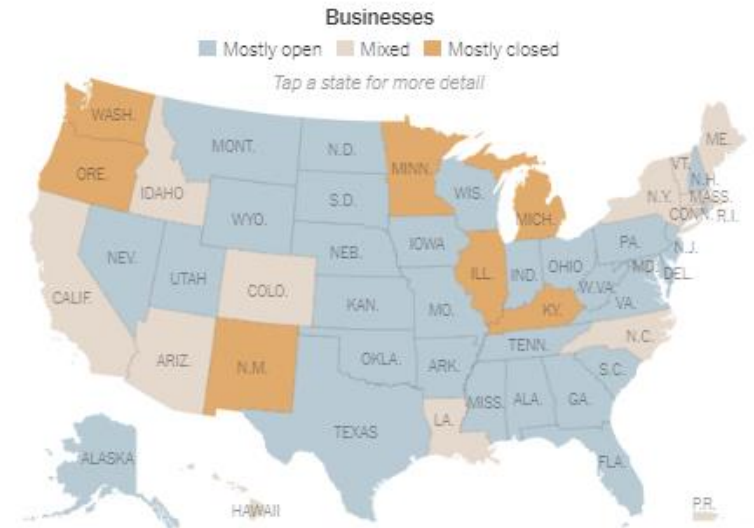 Businesses
Mostly open Mixed Mostly closed
Tap a state for more detail
WASH.
ORE.
IDAHO
MONT.
N.D.
MINN.
WIS.
MICH.
ME.
VT.
N.H.
N.Y.
MASS.
CONN.
R.I.
S.D.
WYO.
NEV.
UTAH
COLO.
CALIF.
NEB.
IOWA
ILL.
IND.
OHIO
PA.
N.J.
MD.
DEL.
W.VA.
VA.
KAN.
MO.
KY.
ARIZ.
N.M.
OKLA.
ARK.
TENN.
N.C.
S.C.
MISS.
ALA.
GA.
LA.
TEXAS
FLA.
ALASKA
HAWAII
P.R.